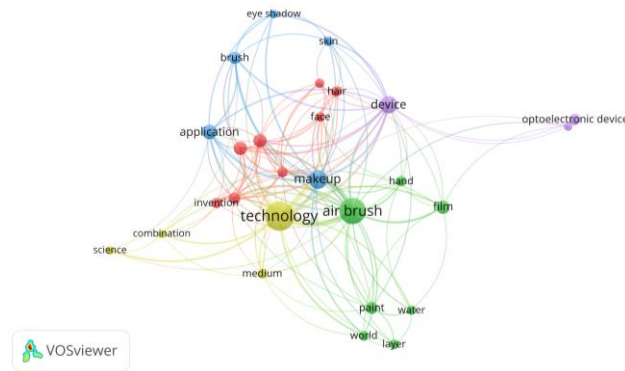 eye shadow
skin
brush
hair
device
face
optoelectronic device
application
makeup
hand
invention
film
technology
air brush
combination
science
medium
paint
water
world
layer
VOSviewer